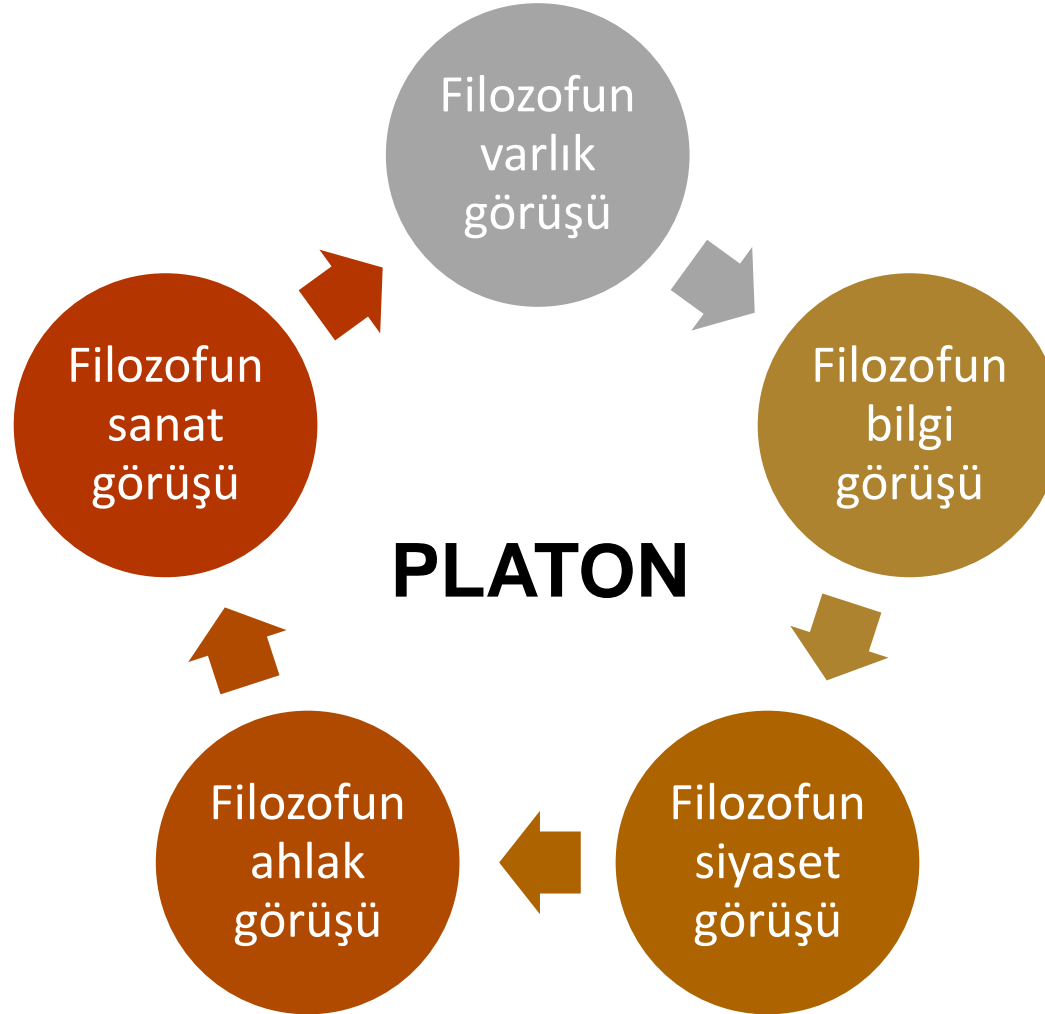 Filozofun
varlık
görüşü
Filozofun
bilgi
görüşü
Filozofun
siyaset
görüşü
Filozofun
ahlak
görüşü
Filozofun
sanat
görüşü
PLATON